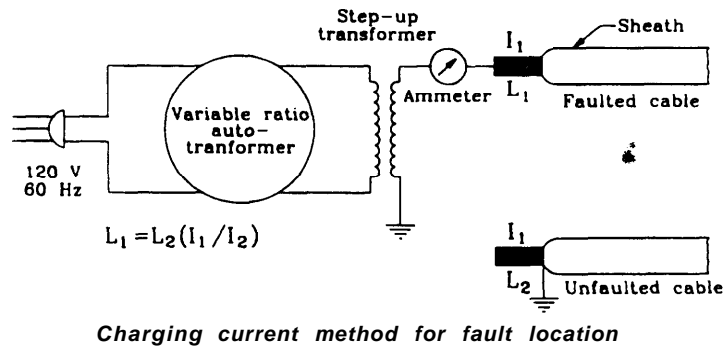 Step-up
transformer
I₁
Sheath
Ammeter
L₁
Faulted cable
Variable ratio
auto-
tranformer
120 V
60 Hz
L₁=L₂(I₁/I₂)
I₁
L₂
Unfaulted cable
Charging current method for fault location